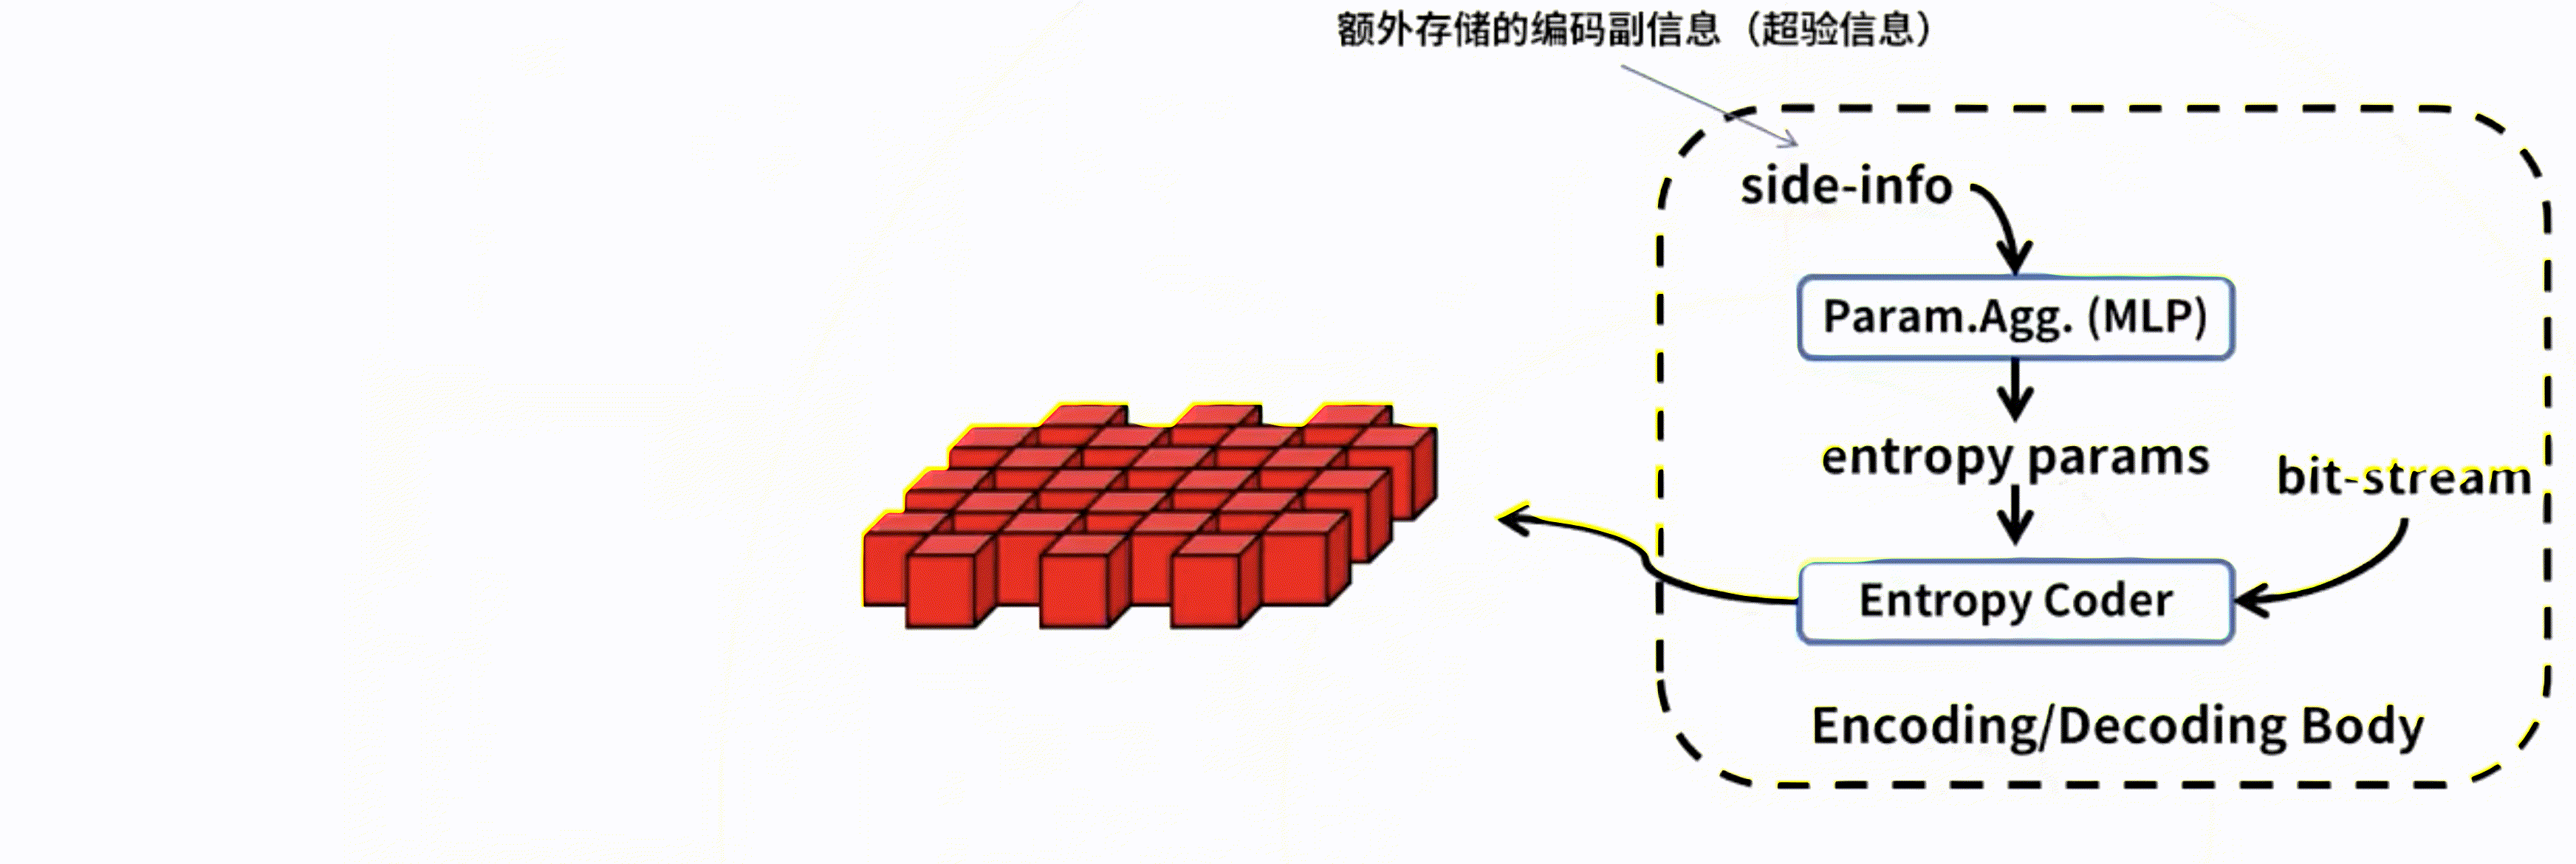 额外存储的编码副信息（超验信息）
side-info
Param.Agg. (MLP)
entropy params
bit-stream
Entropy Coder
Encoding/Decoding Body